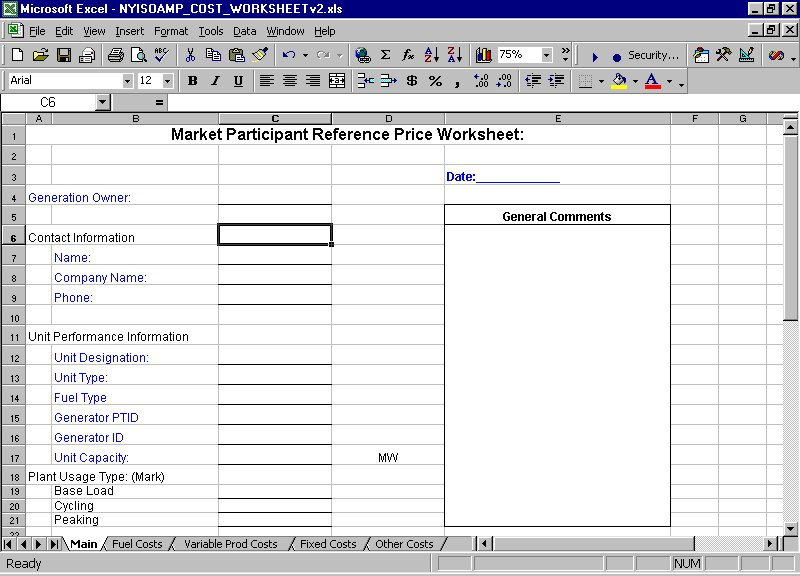 Microsoft Excel - NYISOAMP_COST_WORKSHEETv2.xls
File Edit View Insert Format Tools Data Window Help
75% Security...
Arial 12 B I U $ % ,
C6 =
A B C D E F G
1 Market Participant Reference Price Worksheet:
2
3 Date:____________
4 Generation Owner:
5 General Comments
6 Contact Information
7 Name:
8 Company Name:
9 Phone:
10
11 Unit Performance Information
12 Unit Designation:
13 Unit Type:
14 Fuel Type
15 Generator PTID
16 Generator ID
17 Unit Capacity: MW
18 Plant Usage Type: (Mark)
19 Base Load
20 Cycling
21 Peaking
Main Fuel Costs Variable Prod Costs Fixed Costs Other Costs
Ready NUM